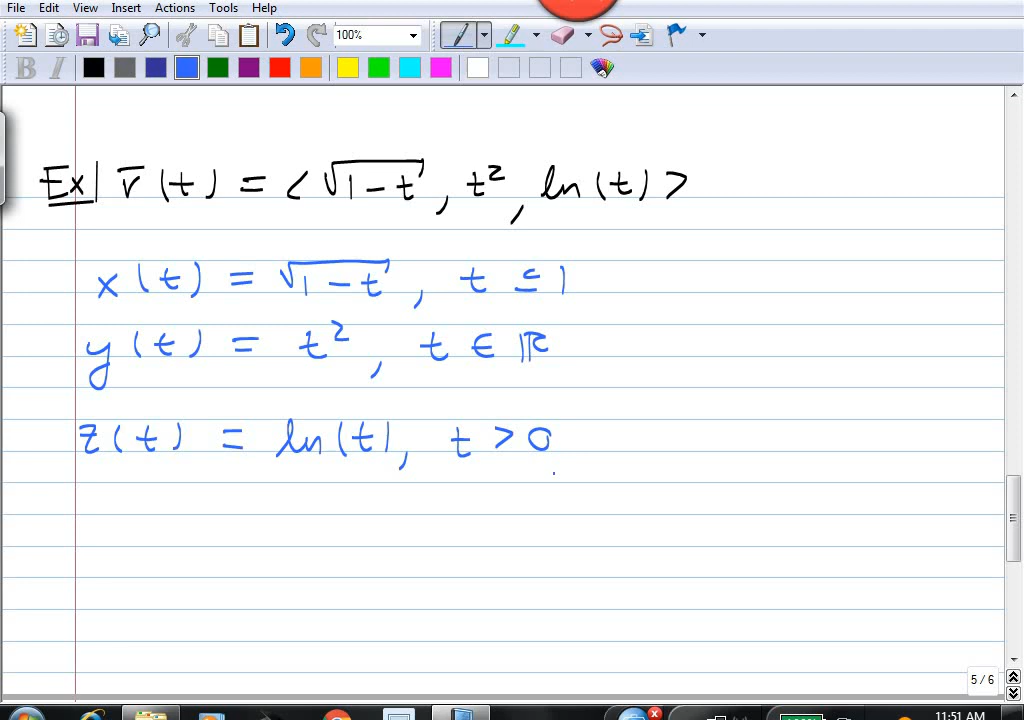 File Edit View Insert Actions Tools Help
100%
B I
Ex| r̄(t) = < √1-t, t², ln(t) >
x(t) = √1-t, t ≤ 1
y(t) = t², t ∈ ℝ
z(t) = ln(t), t > 0
5 / 6
11:51 AM